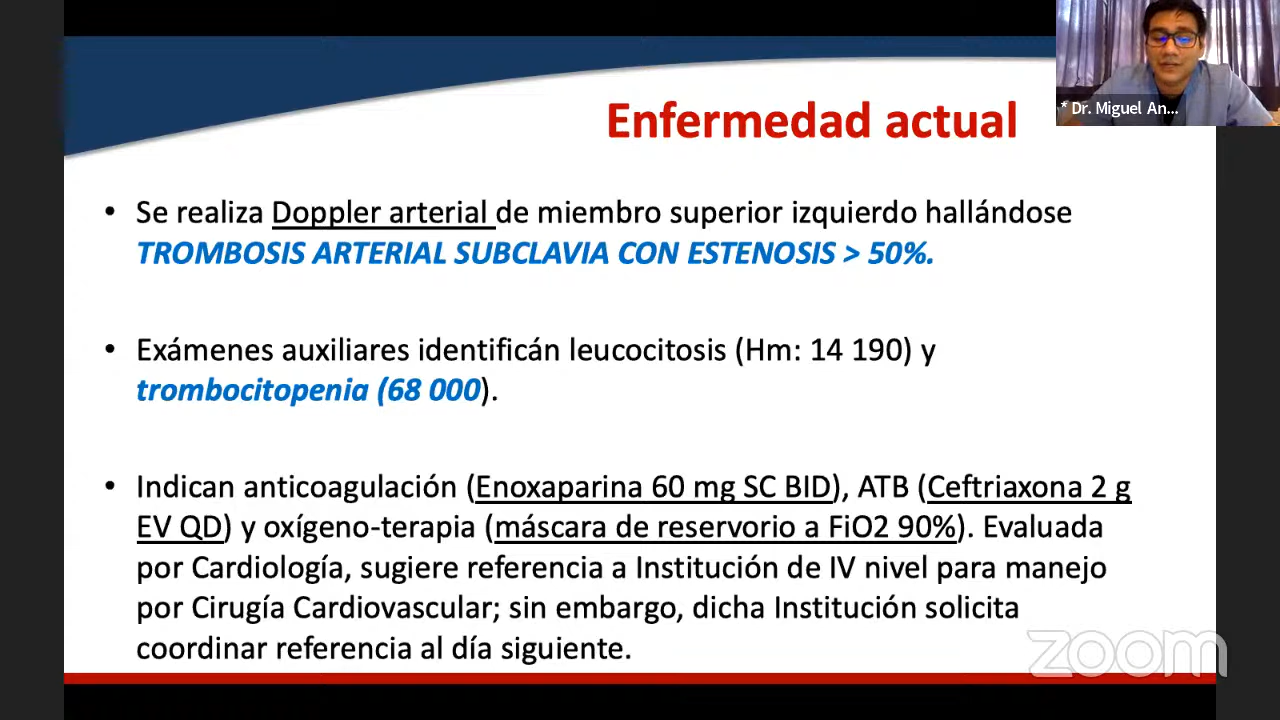 * Dr. Miguel An...
Enfermedad actual
• Se realiza Doppler arterial de miembro superior izquierdo hallándose
TROMBOSIS ARTERIAL SUBCLAVIA CON ESTENOSIS > 50%.
• Exámenes auxiliares identificán leucocitosis (Hm: 14 190) y
trombocitopenia (68 000).
• Indican anticoagulación (Enoxaparina 60 mg SC BID), ATB (Ceftriaxona 2 g
EV QD) y oxígeno-terapia (máscara de reservorio a FiO2 90%). Evaluada
por Cardiología, sugiere referencia a Institución de IV nivel para manejo
por Cirugía Cardiovascular; sin embargo, dicha Institución solicita
coordinar referencia al día siguiente.
zoom